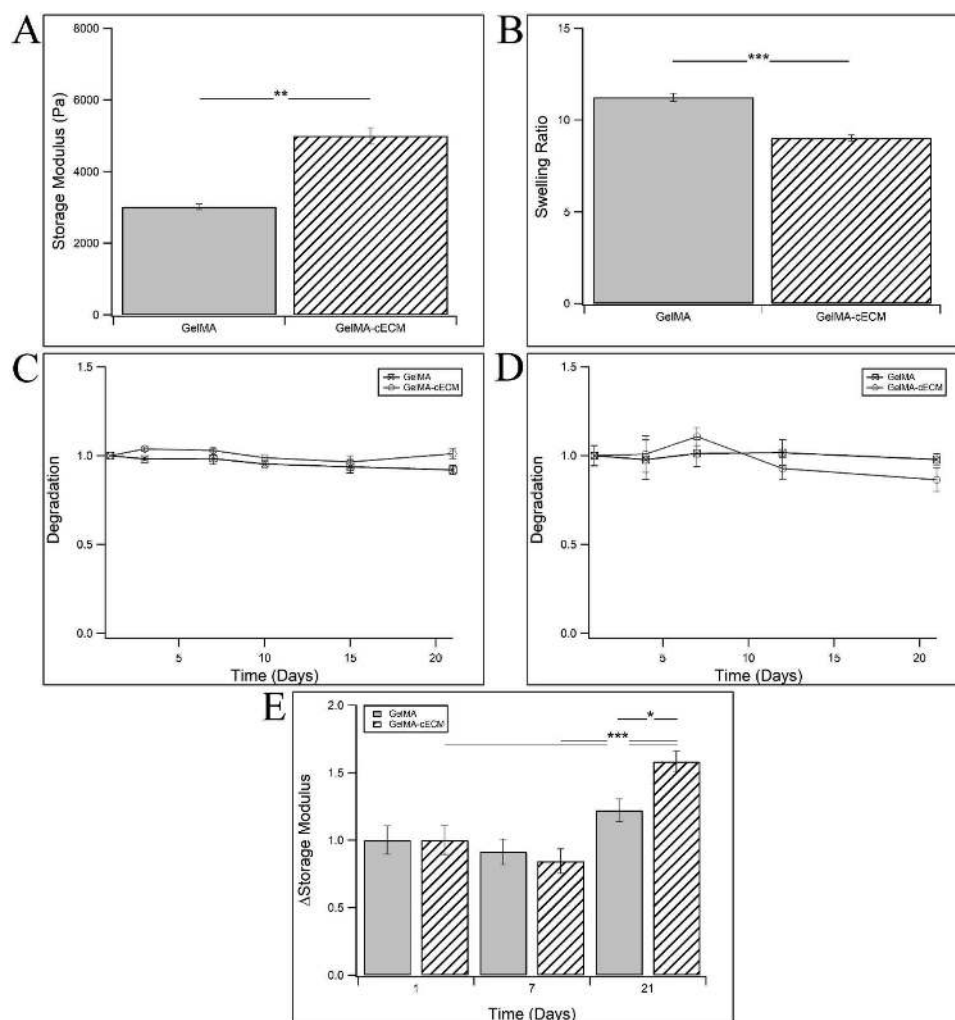 A
8000
6000
4000
2000
0
Storage Modulus (Pa)
**
GelMA
GelMA-cECM
B
15
10
5
0
Swelling Ratio
***
GelMA
GelMA-cECM
C
1.5
1.0
0.5
0.0
Degradation
GelMA
GelMA-cECM
5
10
15
20
Time (Days)
D
1.5
1.0
0.5
0.0
Degradation
GelMA
GelMA-cECM
5
10
15
20
Time (Days)
E
2.0
1.5
1.0
0.5
0.0
ΔStorage Modulus
GelMA
GelMA-cECM
*
***
1
7
21
Time (Days)